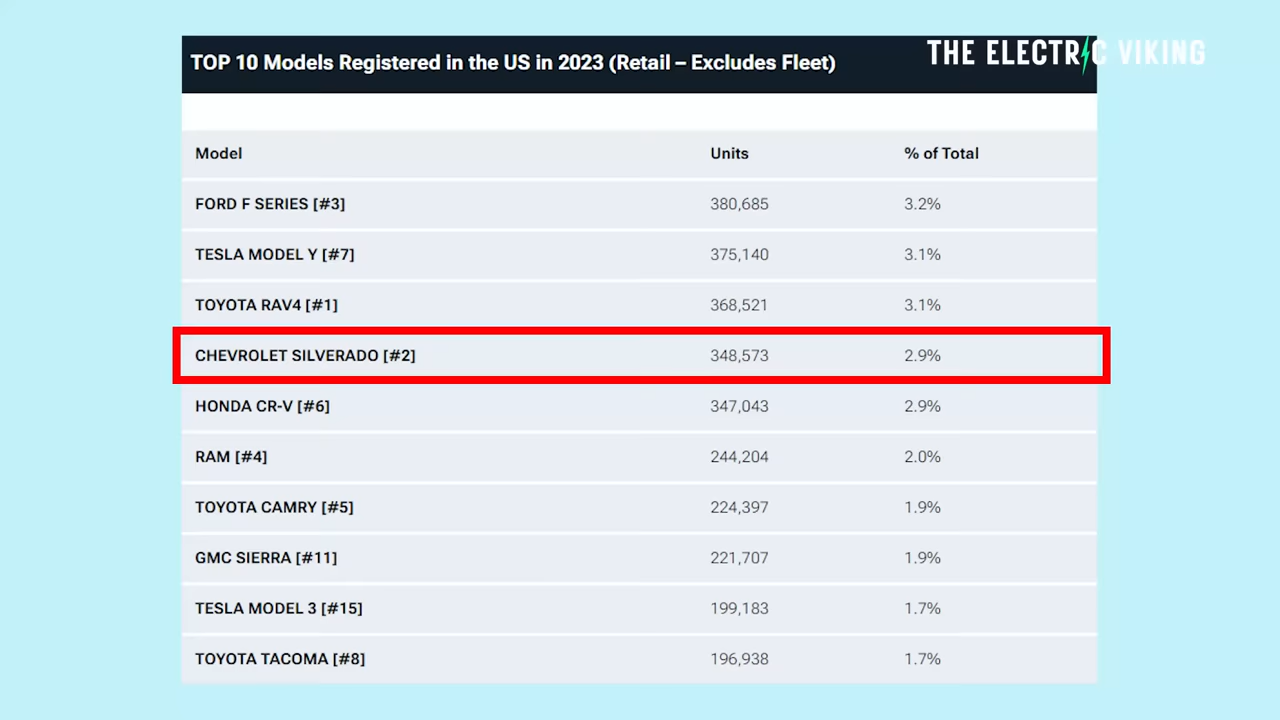 TOP 10 Models Registered in the US in 2023 (Retail – Excludes Fleet)
THE ELECTRIC VIKING
Model Units % of Total
FORD F SERIES [#3] 380,685 3.2%
TESLA MODEL Y [#7] 375,140 3.1%
TOYOTA RAV4 [#1] 368,521 3.1%
CHEVROLET SILVERADO [#2] 348,573 2.9%
HONDA CR-V [#6] 347,043 2.9%
RAM [#4] 244,204 2.0%
TOYOTA CAMRY [#5] 224,397 1.9%
GMC SIERRA [#11] 221,707 1.9%
TESLA MODEL 3 [#15] 199,183 1.7%
TOYOTA TACOMA [#8] 196,938 1.7%